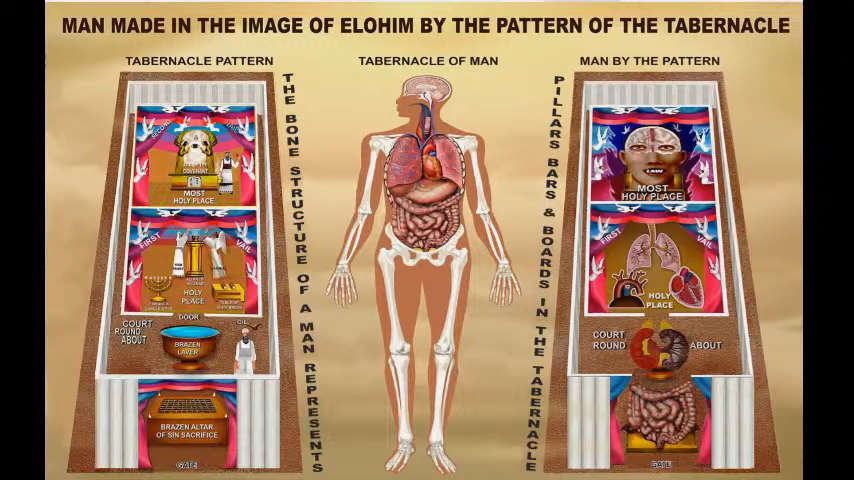 MAN MADE IN THE IMAGE OF ELOHIM BY THE PATTERN OF THE TABERNACLE
TABERNACLE PATTERN
TABERNACLE OF MAN
MAN BY THE PATTERN
THE BONE STRUCTURE OF A MAN REPRESENTS
PILLARS BARS & BOARDS IN THE TABERNACLE
SECOND VAIL
COVENANT
MOST
HOLY PLACE
FIRST VAIL
HOLY
PLACE
DOOR
COURT
ROUND
ABOUT
OIL
BRAZEN
LAVER
BRAZEN ALTAR
OF SIN SACRIFICE
GATE
LAW
MOST
HOLY PLACE
FIRST VAIL
HOLY
PLACE
COURT
ROUND
ABOUT
GATE